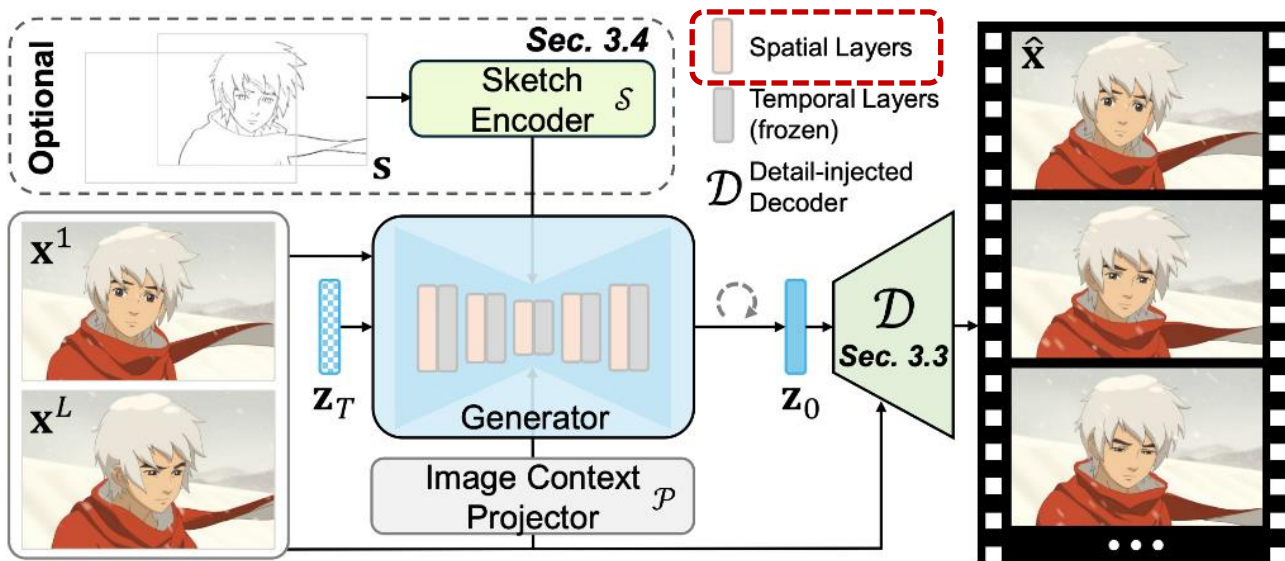 Optional
Sec. 3.4
Sketch
Encoder 𝒮
s
Spatial Layers
Temporal Layers
(frozen)
𝒟 Detail-injected
Decoder
x¹
x^L
z_T
Generator
Image Context
Projector 𝒫
z₀
𝒟
Sec. 3.3
x̂